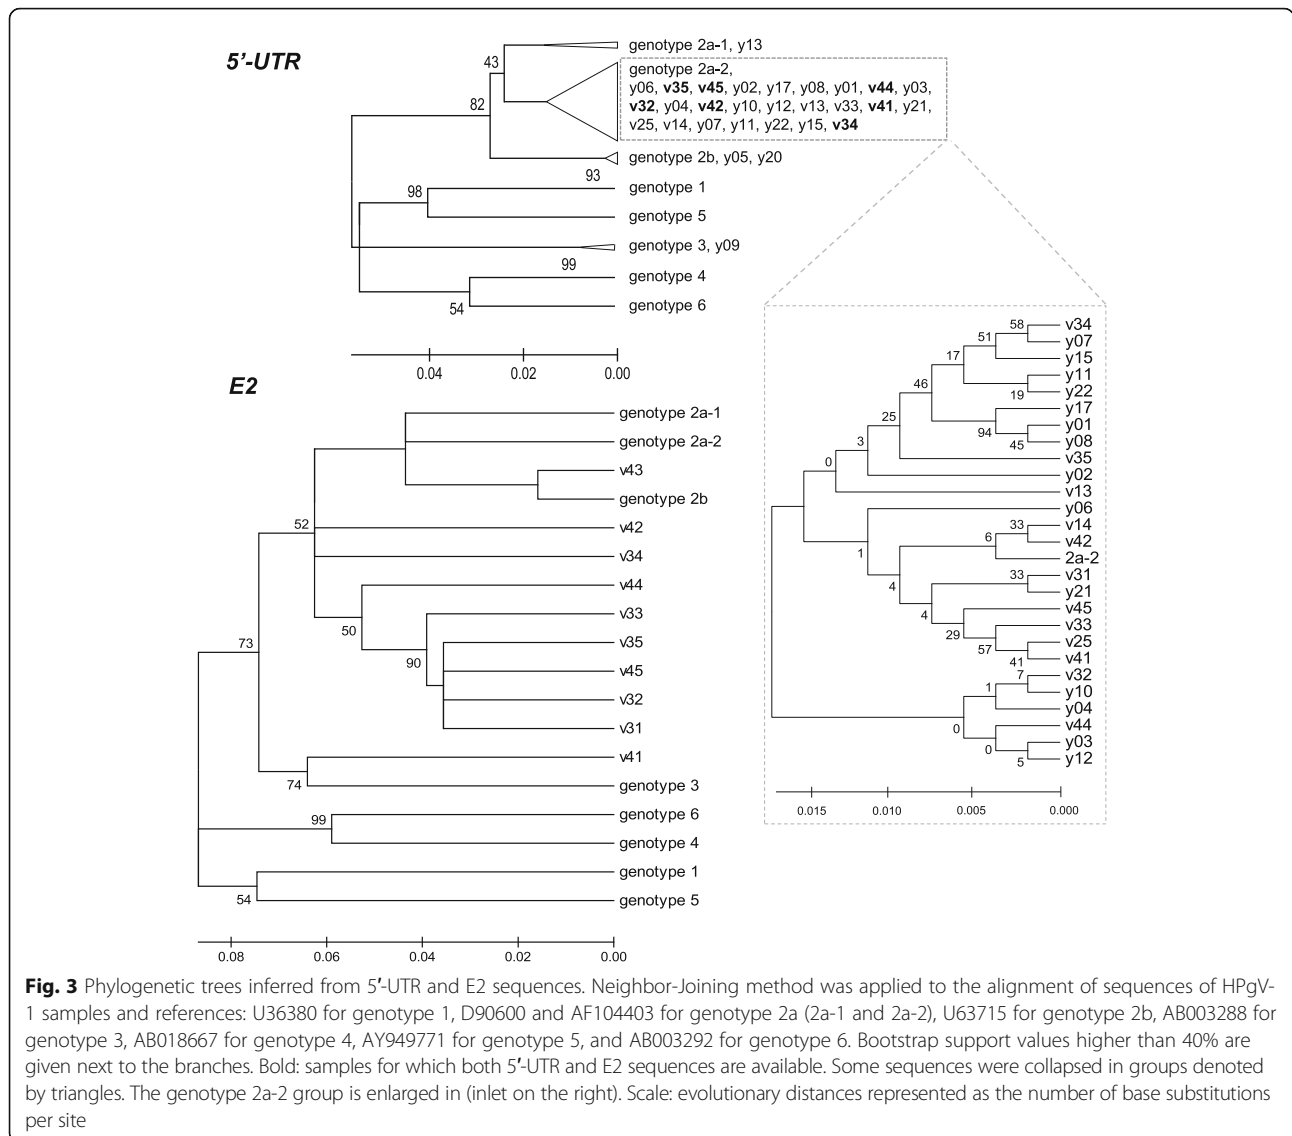 5’-UTR
43
82
genotype 2a-1, y13
genotype 2a-2,
y06, v35, v45, y02, y17, y08, y01, v44, y03,
v32, y04, v42, y10, y12, v13, v33, v41, y21,
v25, v14, y07, y11, y22, y15, v34
genotype 2b, y05, y20
93
98
genotype 1
genotype 5
genotype 3, y09
99
genotype 4
54
genotype 6
0.04 0.02 0.00
E2
genotype 2a-1
genotype 2a-2
v43
genotype 2b
52
v42
v34
v44
50
v33
90
v35
v45
v32
v31
73
v41
74
genotype 3
99
genotype 6
genotype 4
genotype 1
54
genotype 5
0.08 0.06 0.04 0.02 0.00
58
v34
51
y07
17
y15
y11
46
19
y22
y17
25
94
y01
45
y08
3
v35
0
y02
v13
y06
1
33
v14
6
v42
2a-2
4
33
v31
y21
4
v45
29
v33
57
v25
41
v41
7
v32
1
y10
y04
0
v44
0
y03
5
y12
0.015 0.010 0.005 0.000
Fig. 3 Phylogenetic trees inferred from 5′-UTR and E2 sequences. Neighbor-Joining method was applied to the alignment of sequences of HPgV-
1 samples and references: U36380 for genotype 1, D90600 and AF104403 for genotype 2a (2a-1 and 2a-2), U63715 for genotype 2b, AB003288 for
genotype 3, AB018667 for genotype 4, AY949771 for genotype 5, and AB003292 for genotype 6. Bootstrap support values higher than 40% are
given next to the branches. Bold: samples for which both 5′-UTR and E2 sequences are available. Some sequences were collapsed in groups denoted
by triangles. The genotype 2a-2 group is enlarged in (inlet on the right). Scale: evolutionary distances represented as the number of base substitutions
per site